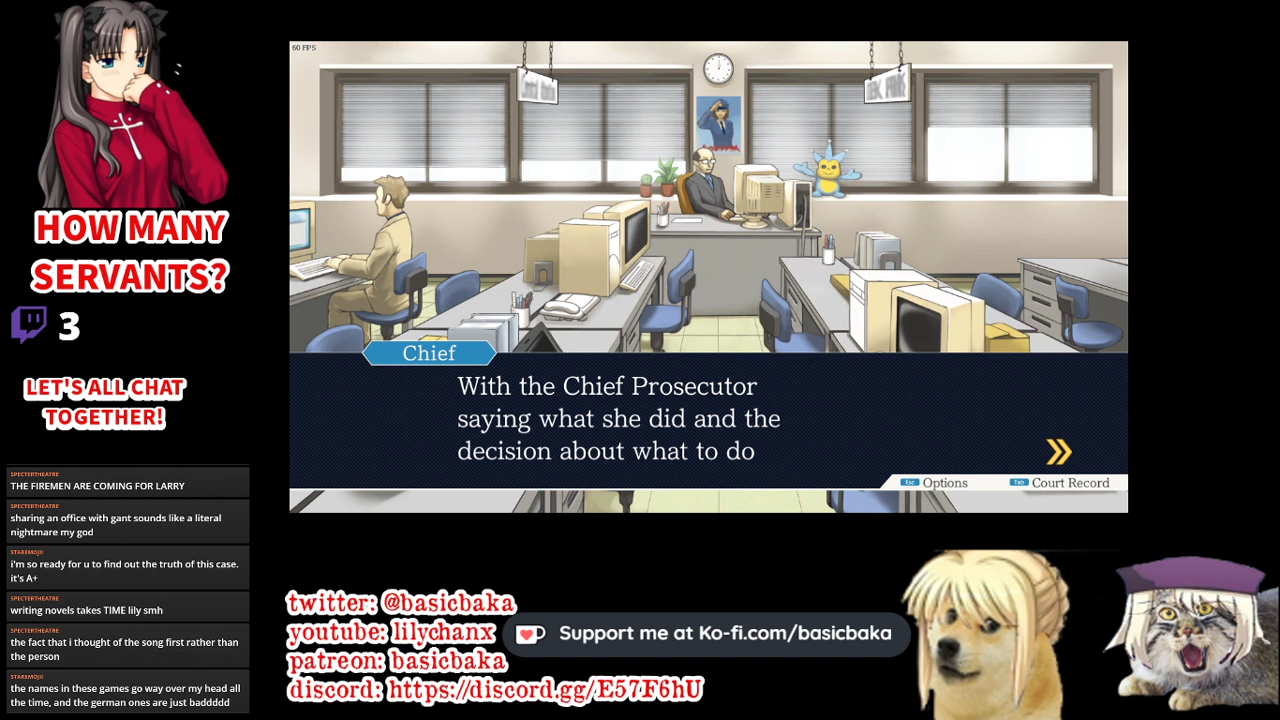 HOW MANY
SERVANTS?
3
LET'S ALL CHAT
TOGETHER!
SPECTERTHEATRE
THE FIREMEN ARE COMING FOR LARRY
SPECTERTHEATRE
sharing an office with gant sounds like a literal
nightmare my god
STAREMOJII
i'm so ready for u to find out the truth of this case.
it's A+
SPECTERTHEATRE
writing novels takes TIME lily smh
SPECTERTHEATRE
the fact that i thought of the song first rather than
the person
STAREMOJII
the names in these games go way over my head all
the time, and the german ones are just baddddd
60 FPS
Chief
With the Chief Prosecutor
saying what she did and the
decision about what to do
Esc Options
Tab Court Record
twitter: @basicbaka
youtube: lilychanx
patreon: basicbaka
discord: https://discord.gg/E57F6hU
Support me at Ko-fi.com/basicbaka